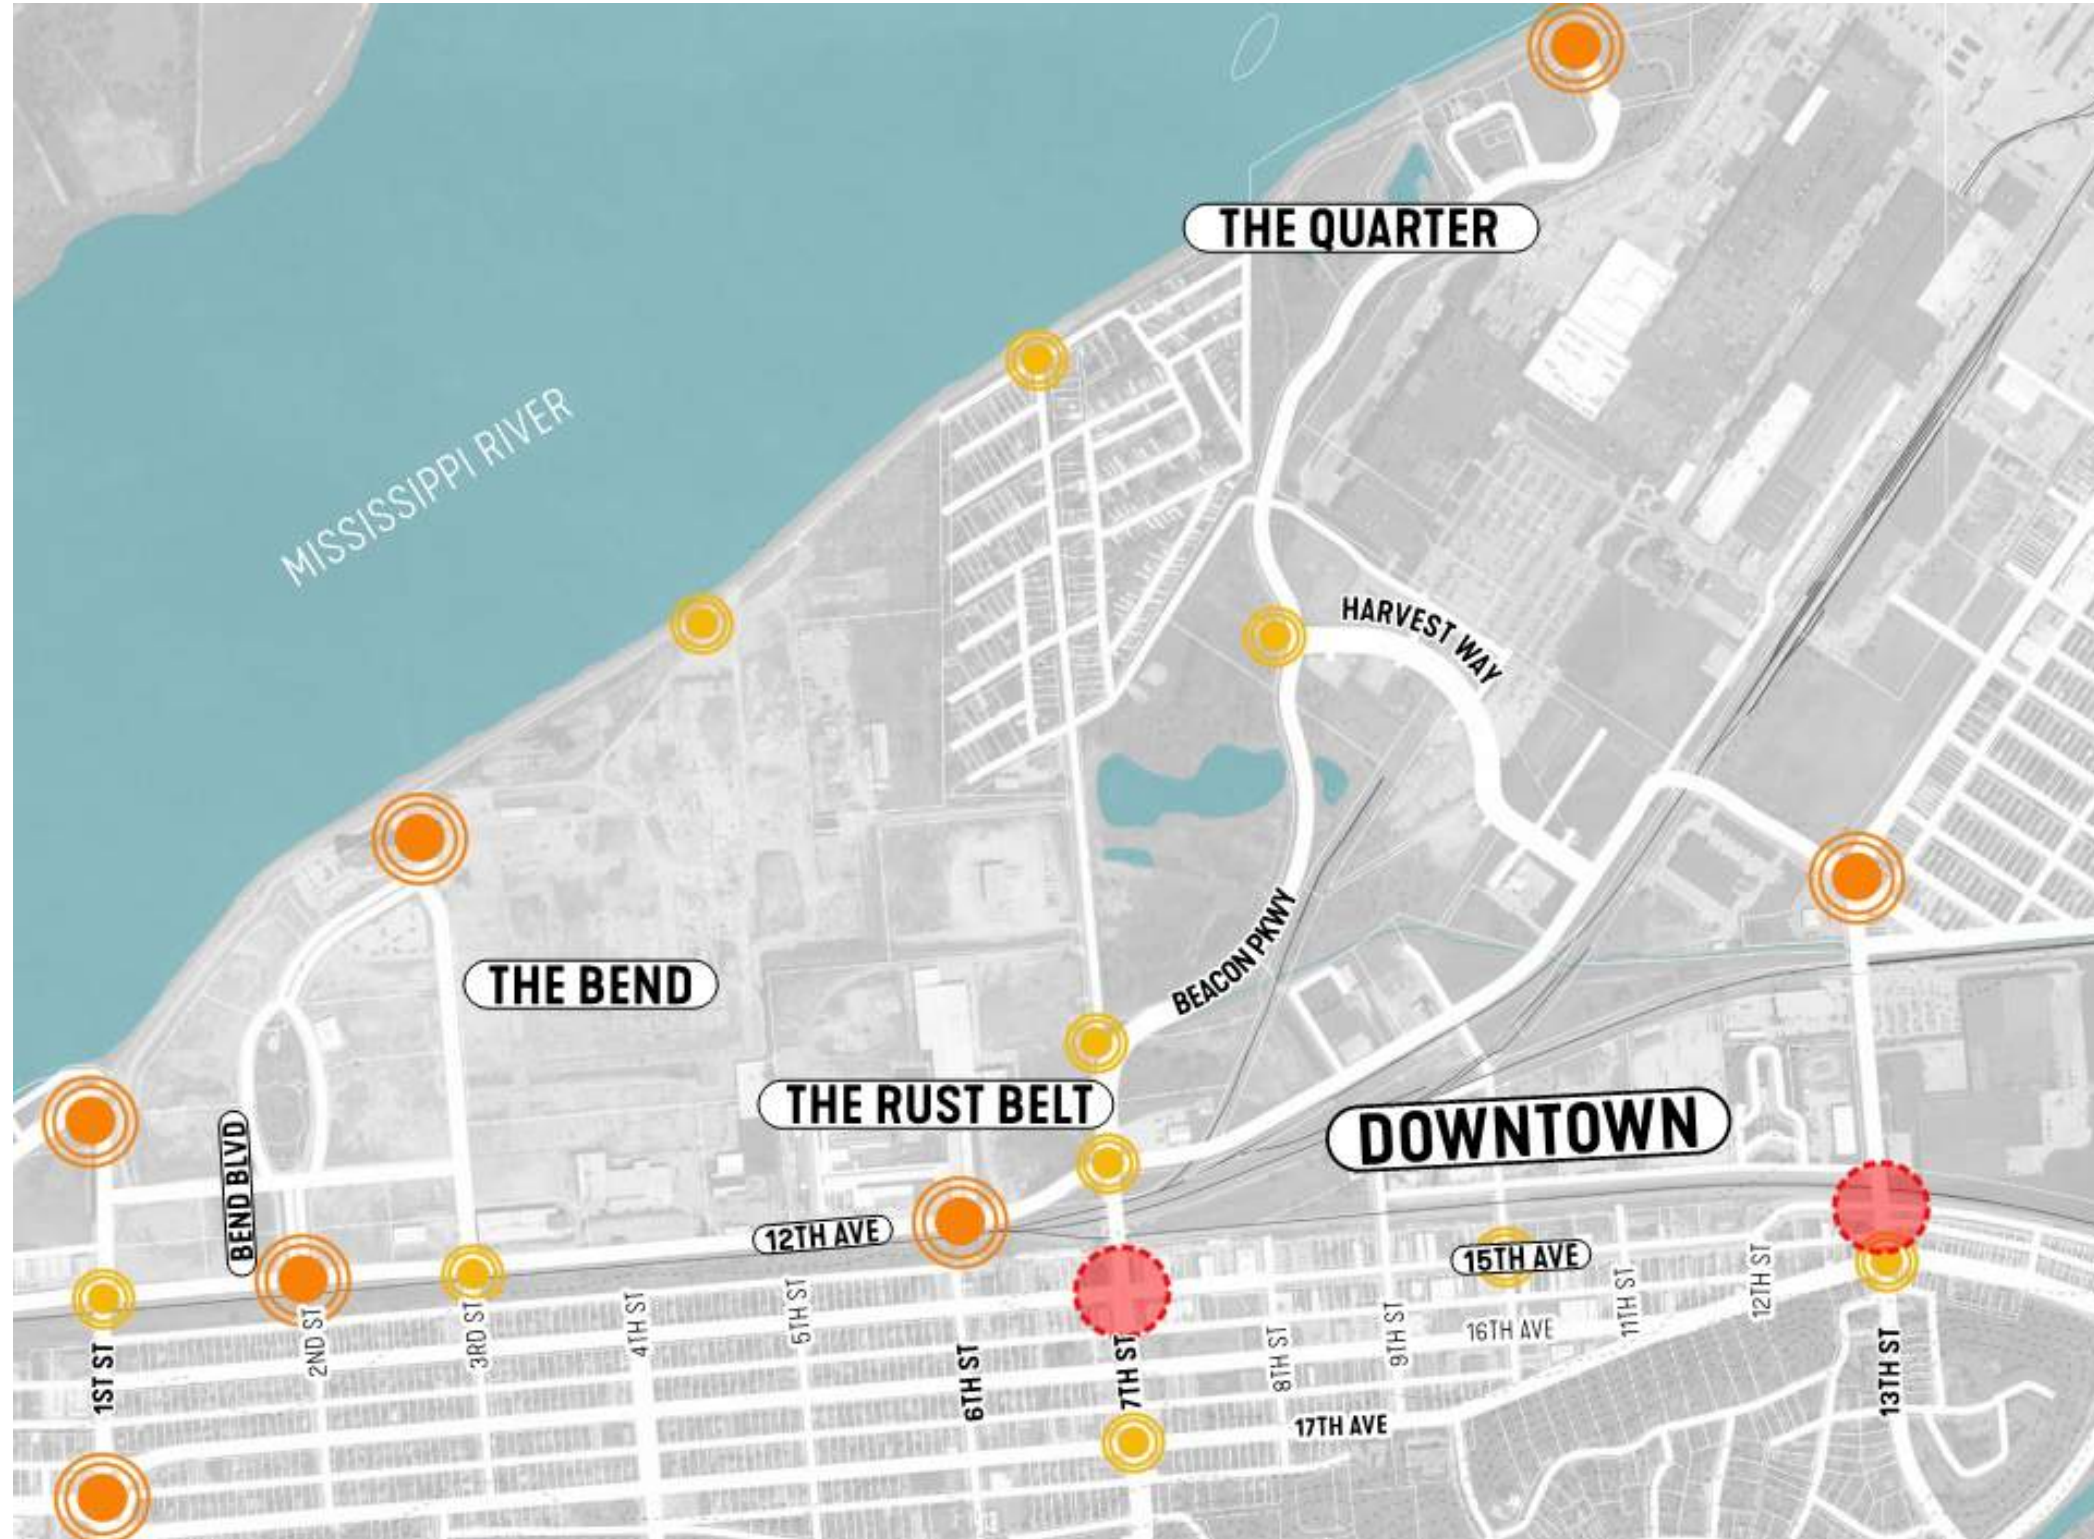 THE QUARTER
MISSISSIPPI RIVER
HARVEST WAY
BEACON PKWY
THE BEND
THE RUST BELT
DOWNTOWN
BEND BLVD
12TH AVE
15TH AVE
1ST ST
2ND ST
3RD ST
4TH ST
5TH ST
6TH ST
7TH ST
8TH ST
9TH ST
16TH AVE
11TH ST
12TH ST
13TH ST
17TH AVE